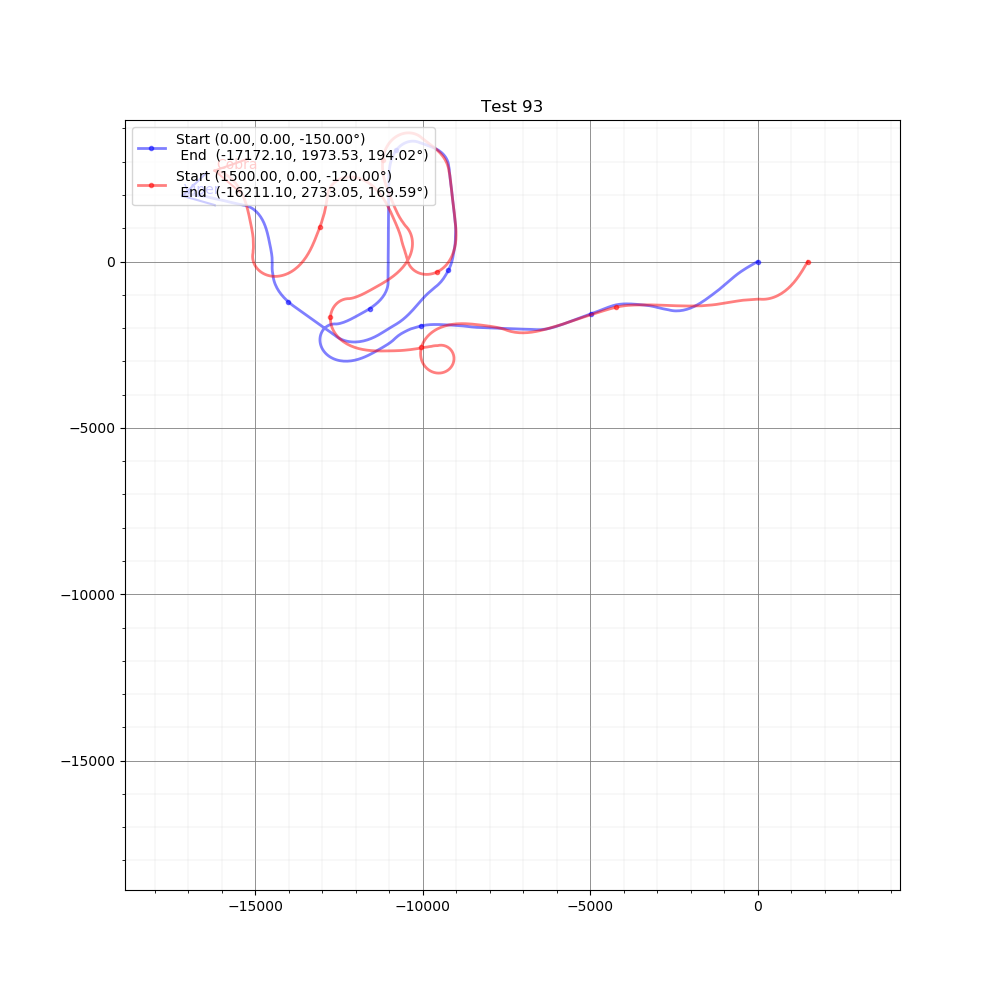 Test 93
Start (0.00, 0.00, -150.00°)
End (-17172.10, 1973.53, 194.02°)
Start (1500.00, 0.00, -120.00°)
End (-16211.10, 2733.05, 169.59°)
0
−5000
−10000
−15000
−15000
−10000
−5000
0